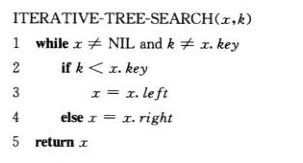 ITERATIVE-TREE-SEARCH(x,k)
1 while x ≠ NIL and k ≠ x. key
2 if k < x. key
3 x = x. left
4 else x = x. right
5 return x